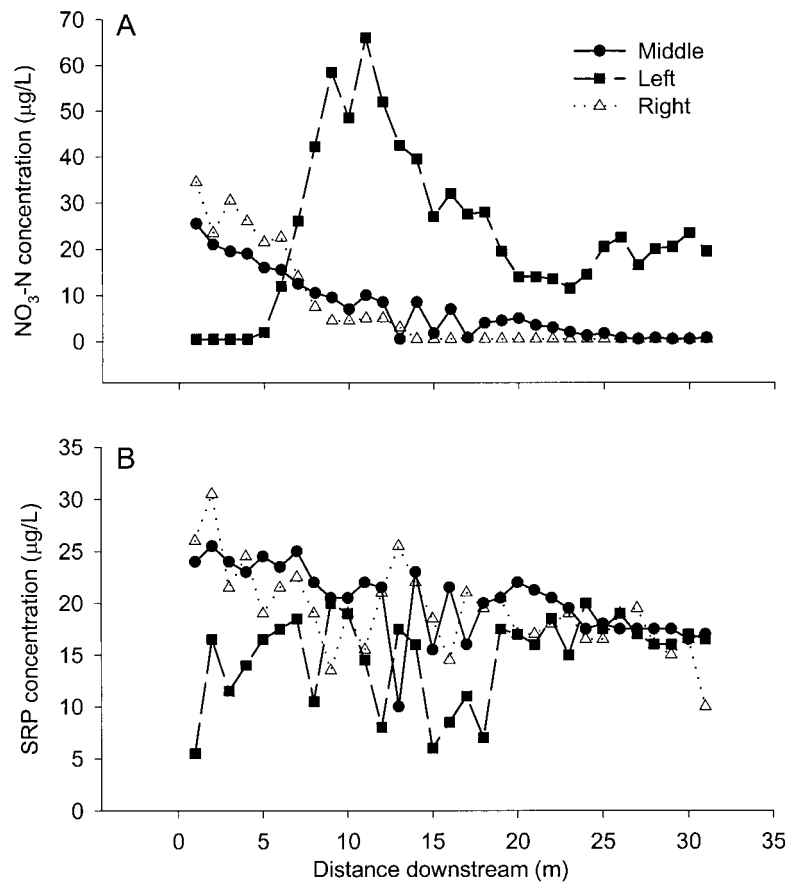 A
70
60
50
40
30
20
10
0
NO3-N concentration (µg/L)
Middle
Left
Right
B
35
30
25
20
15
10
5
0
SRP concentration (µg/L)
0 5 10 15 20 25 30 35
Distance downstream (m)